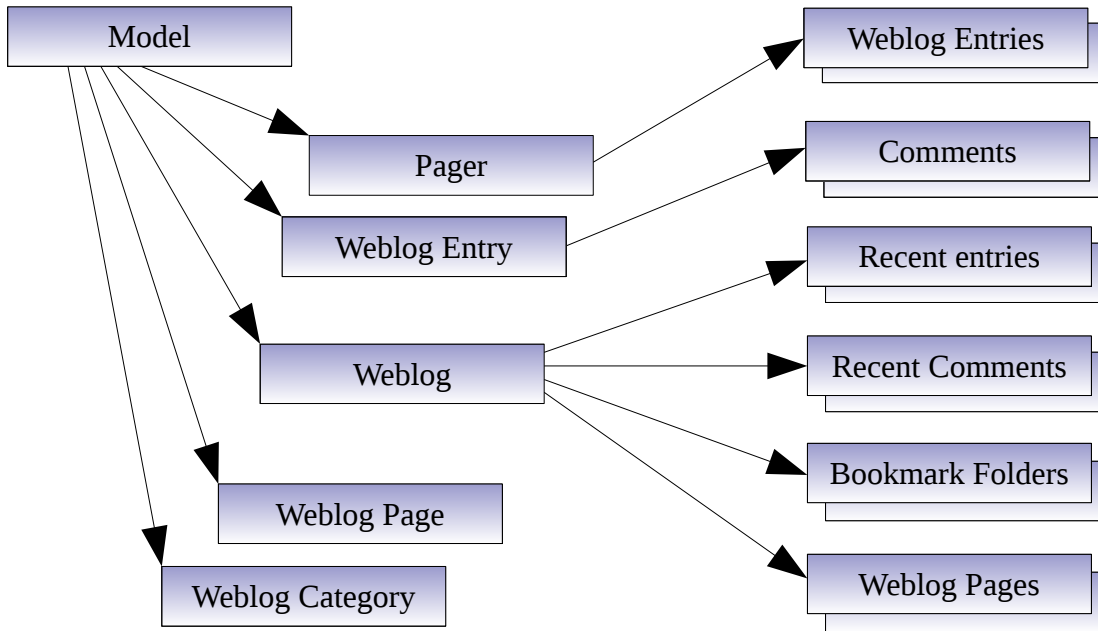 Model
Weblog Entries
Pager
Comments
Weblog Entry
Recent entries
Weblog
Recent Comments
Bookmark Folders
Weblog Page
Weblog Pages
Weblog Category